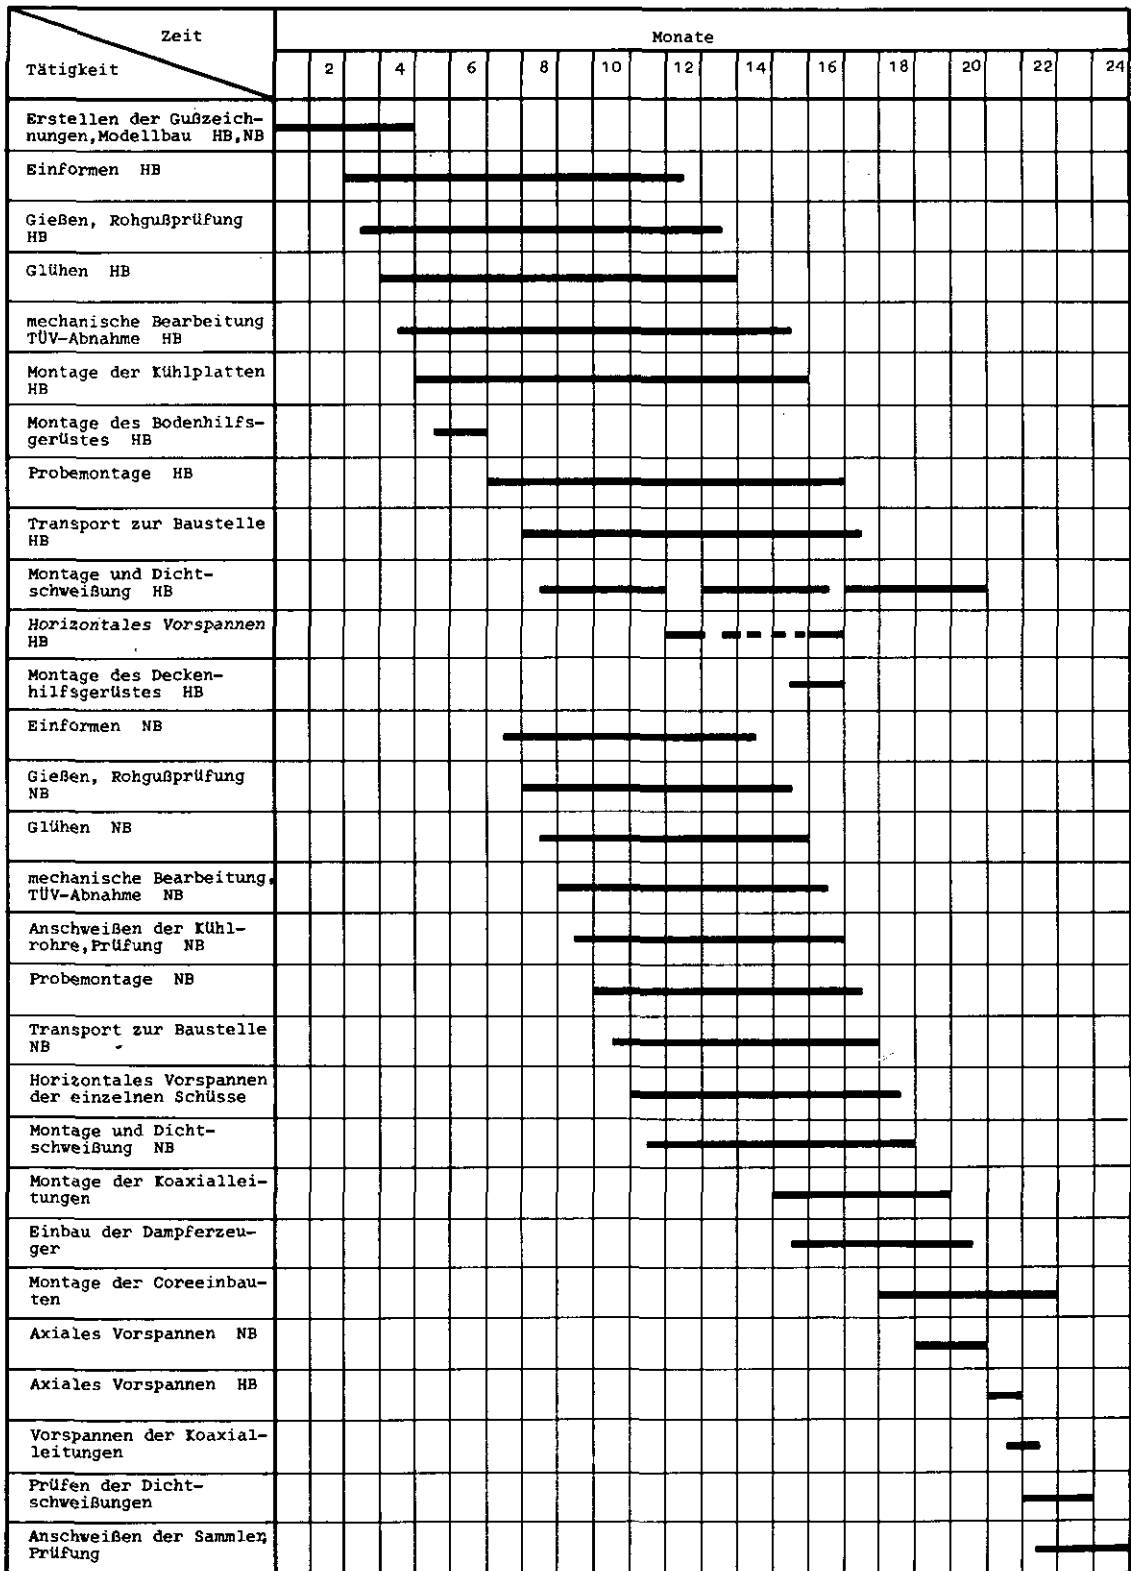 Zeit
Monate
Tätigkeit
2 4 6 8 10 12 14 16 18 20 22 24
Erstellen der Gußzeich-
nungen,Modellbau HB,NB
Einformen HB
Gießen, Rohgußprüfung
HB
Glühen HB
mechanische Bearbeitung
TÜV-Abnahme HB
Montage der Kühlplatten
HB
Montage des Bodenhilfs-
gerüstes HB
Probemontage HB
Transport zur Baustelle
HB
Montage und Dicht-
schweißung HB
Horizontales Vorspannen
HB
Montage des Decken-
hilfsgerüstes HB
Einformen NB
Gießen, Rohgußprüfung
NB
Glühen NB
mechanische Bearbeitung,
TÜV-Abnahme NB
Anschweißen der Kühl-
rohre,Prüfung NB
Probemontage NB
Transport zur Baustelle
NB
Horizontales Vorspannen
der einzelnen Schüsse
Montage und Dicht-
schweißung NB
Montage der Koaxiallei-
tungen
Einbau der Dampferzeu-
ger
Montage der Coreeinbau-
ten
Axiales Vorspannen NB
Axiales Vorspannen HB
Vorspannen der Koaxial-
leitungen
Prüfen der Dicht-
schweißungen
Anschweißen der Sammler,
Prüfung